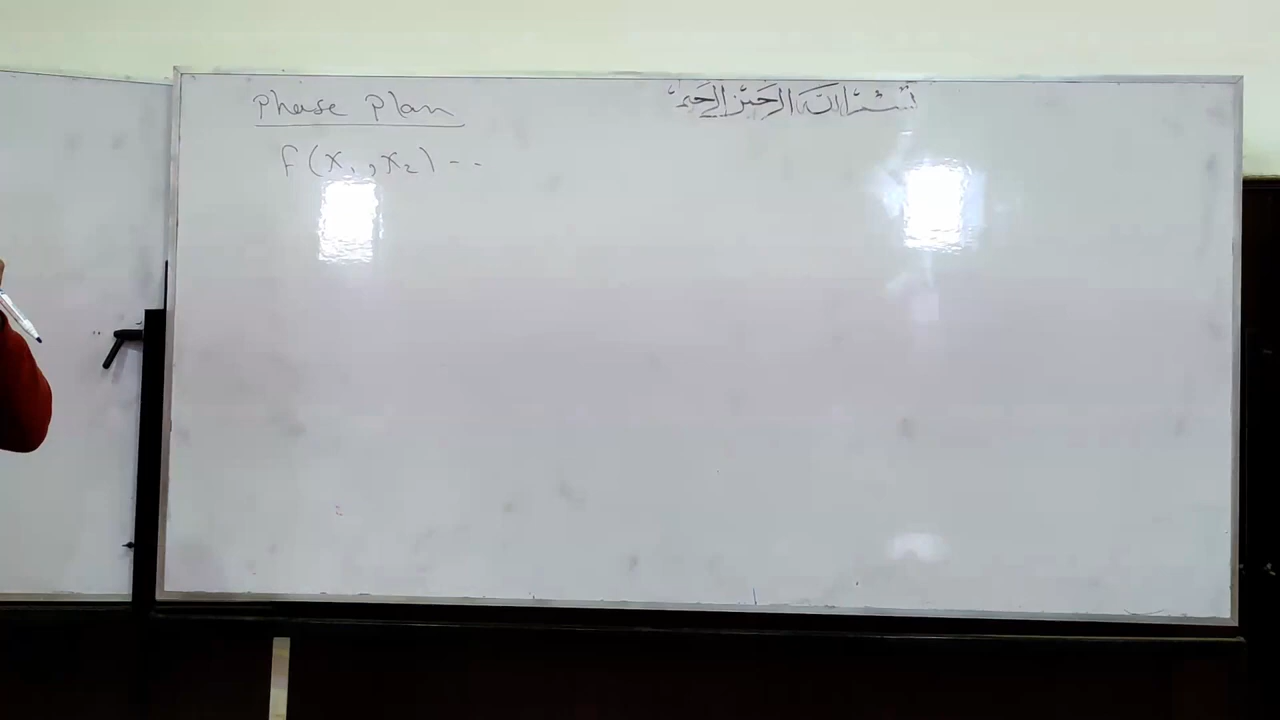 Phase Plan
بسم الله الرحمن الرحيم
f(x₁,x₂)--